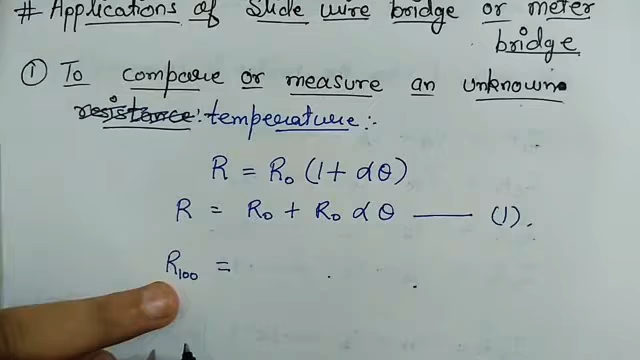 # Applications of Slide wire bridge or meter
bridge
① To compare or measure an unknown
resistance: temperature:-
R = R₀ (1 + αθ)
R = R₀ + R₀ αθ —— (1).
R₁₀₀ =